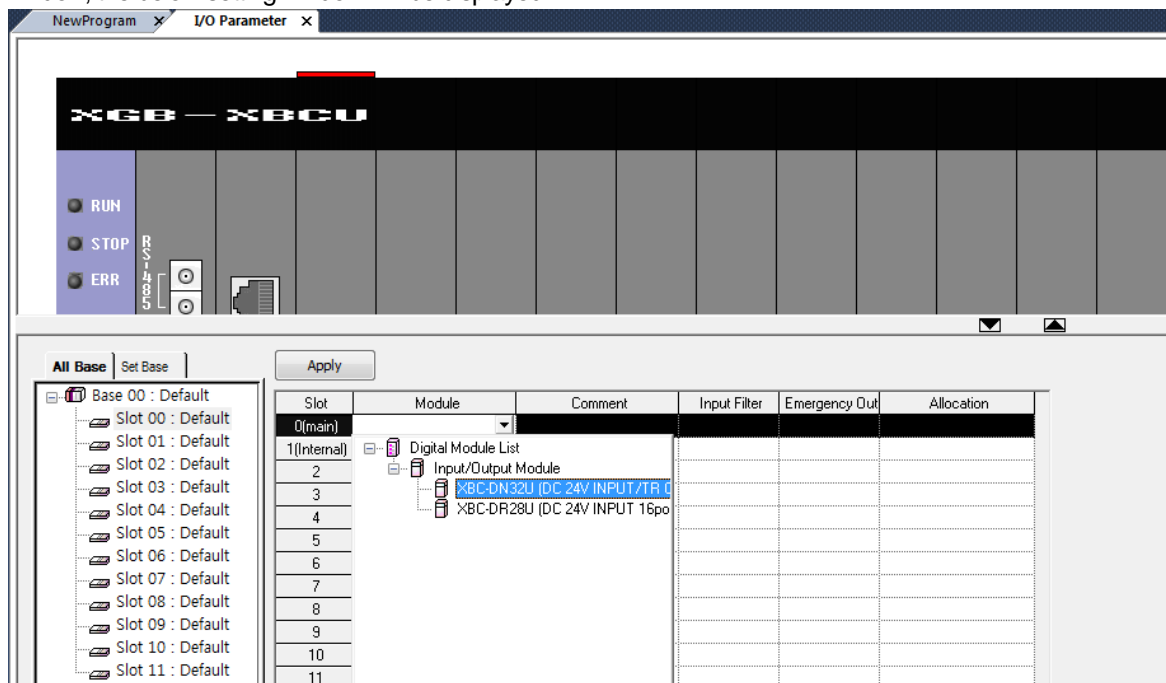 NewProgram x I/O Parameter x
XGB — XBCU
RUN
STOP
ERR
RS-485
All Base Set Base Apply
Base 00 : Default
Slot 00 : Default
Slot 01 : Default
Slot 02 : Default
Slot 03 : Default
Slot 04 : Default
Slot 05 : Default
Slot 06 : Default
Slot 07 : Default
Slot 08 : Default
Slot 09 : Default
Slot 10 : Default
Slot 11 : Default
Slot Module Comment Input Filter Emergency Out Allocation
0(main)
1(Internal) Digital Module List
2 Input/Output Module
3 XBC-DN32U (DC 24V INPUT/TR
4 XBC-DR28U (DC 24V INPUT 16po
5
6
7
8
9
10
11